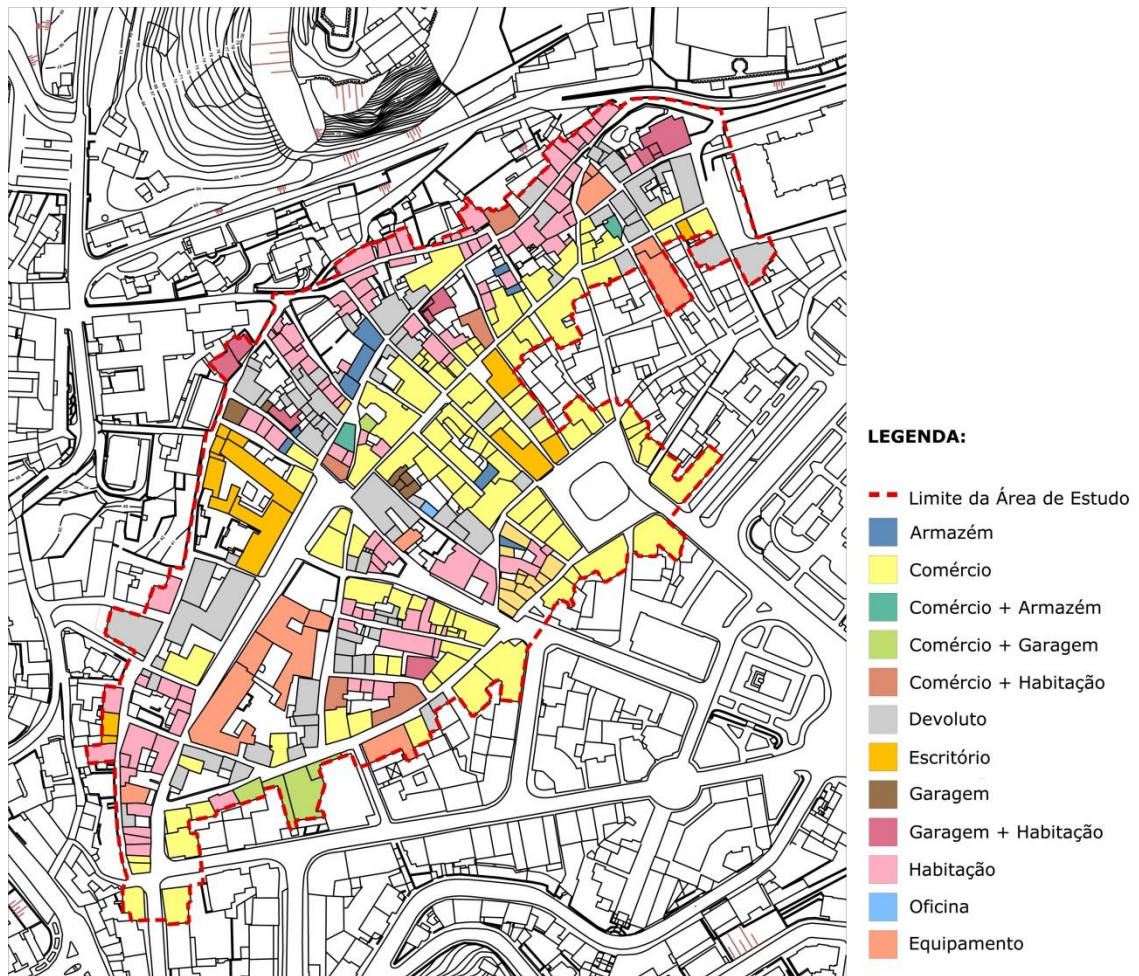 LEGENDA:
Limite da Área de Estudo
Armazém
Comércio
Comércio + Armazém
Comércio + Garagem
Comércio + Habitação
Devoluto
Escritório
Garagem
Garagem + Habitação
Habitação
Oficina
Equipamento